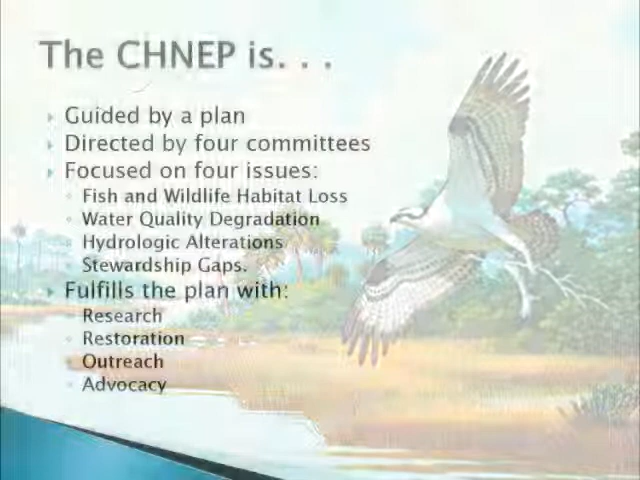 The CHNEP is. . .
Guided by a plan
Directed by four committees
Focused on four issues:
Fish and Wildlife Habitat Loss
Water Quality Degradation
Hydrologic Alterations
Stewardship Gaps.
Fulfills the plan with:
Research
Restoration
Outreach
Advocacy